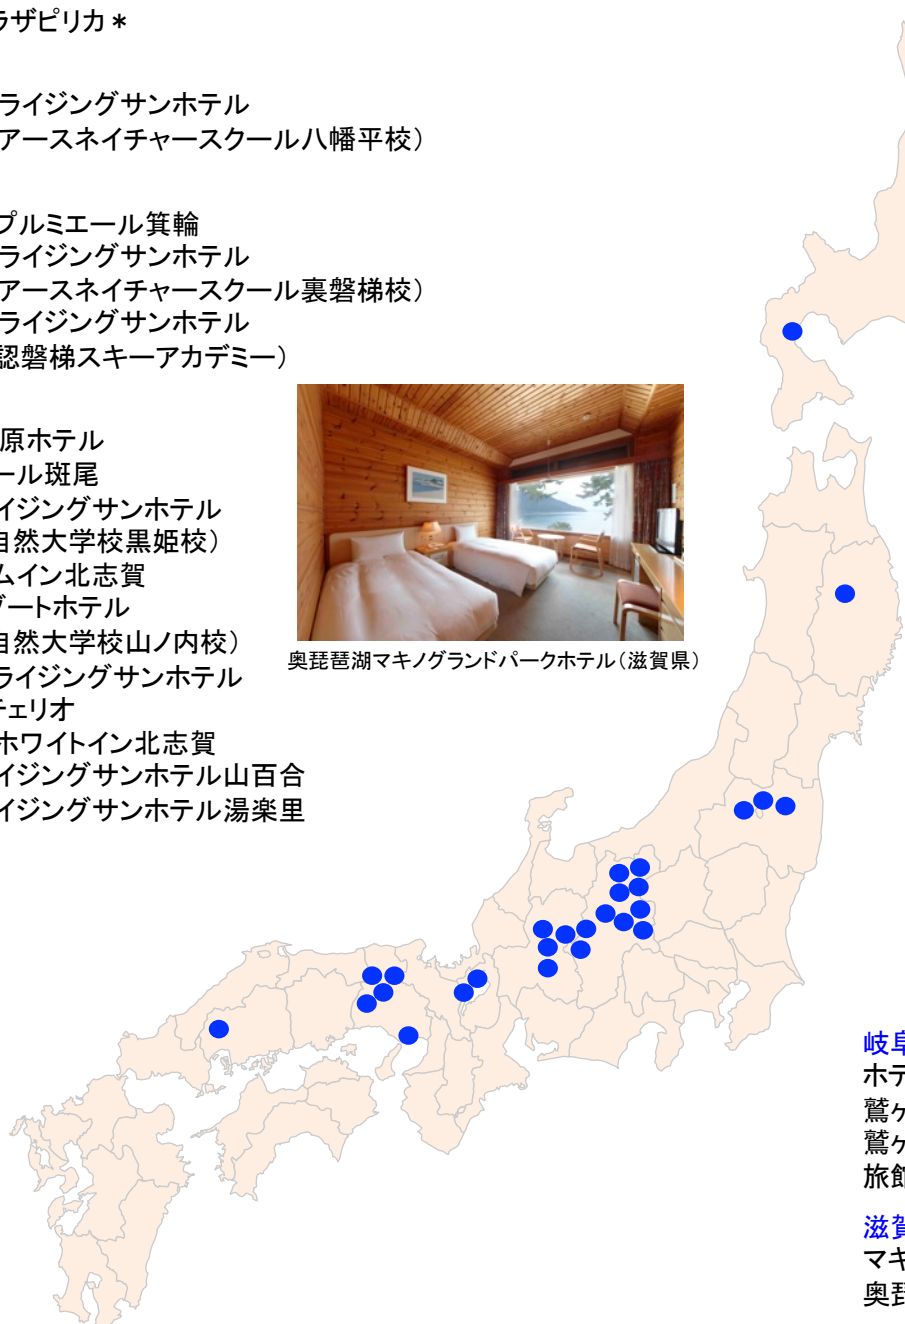 ラザピリカ＊
ライジングサンホテル
アースネイチャースクール八幡平校）
プルミエール箕輪
ライジングサンホテル
アースネイチャースクール裏磐梯校）
ライジングサンホテル
認磐梯スキーアカデミー）
原ホテル
ール斑尾
イジングサンホテル
自然大学校黒姫校）
ムイン北志賀
ゾートホテル
自然大学校山ノ内校）
ライジングサンホテル
チェリオ
ホワイトイン北志賀
イジングサンホテル山百合
イジングサンホテル湯楽里
奥琵琶湖マキノグランドパークホテル（滋賀県）
岐阜
ホテ
鷲ヶ
鷲ヶ
旅館
滋賀
マキ
奥琵